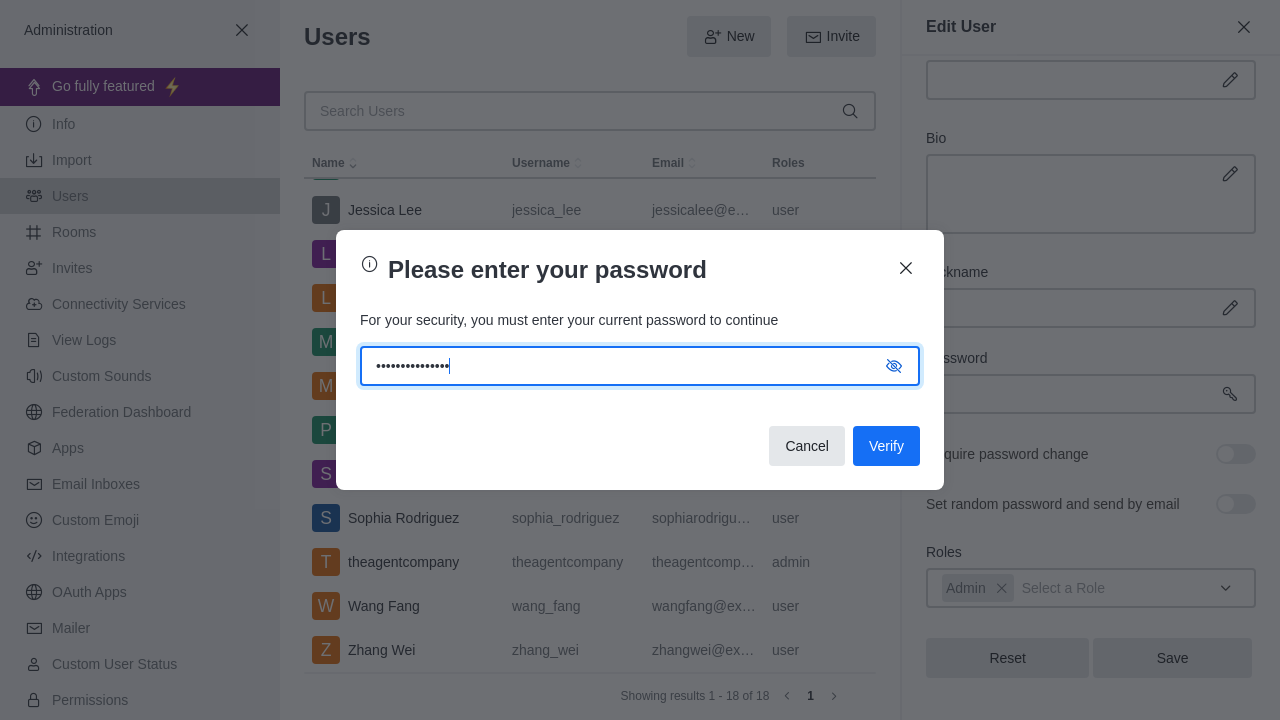 Administration
Go fully featured
Info
Import
Users
Rooms
Invites
Connectivity Services
View Logs
Custom Sounds
Federation Dashboard
Apps
Email Inboxes
Custom Emoji
Integrations
OAuth Apps
Mailer
Custom User Status
Permissions
Users
New
Invite
Search Users
Name Username Email Roles
J Jessica Lee jessica_lee jessicalee@e... user
L
L
M
M
P
S
S Sophia Rodriguez sophia_rodriguez sophiarodrigu... user
T theagentcompany theagentcompany theagentcomp... admin
W Wang Fang wang_fang wangfang@ex... user
Z Zhang Wei zhang_wei zhangwei@ex... user
Showing results 1 - 18 of 18 1
Please enter your password
For your security, you must enter your current password to continue
•••••••••••••••
Cancel Verify
Edit User
Bio
ckname
ssword
quire password change
Set random password and send by email
Roles
Admin Select a Role
Reset Save